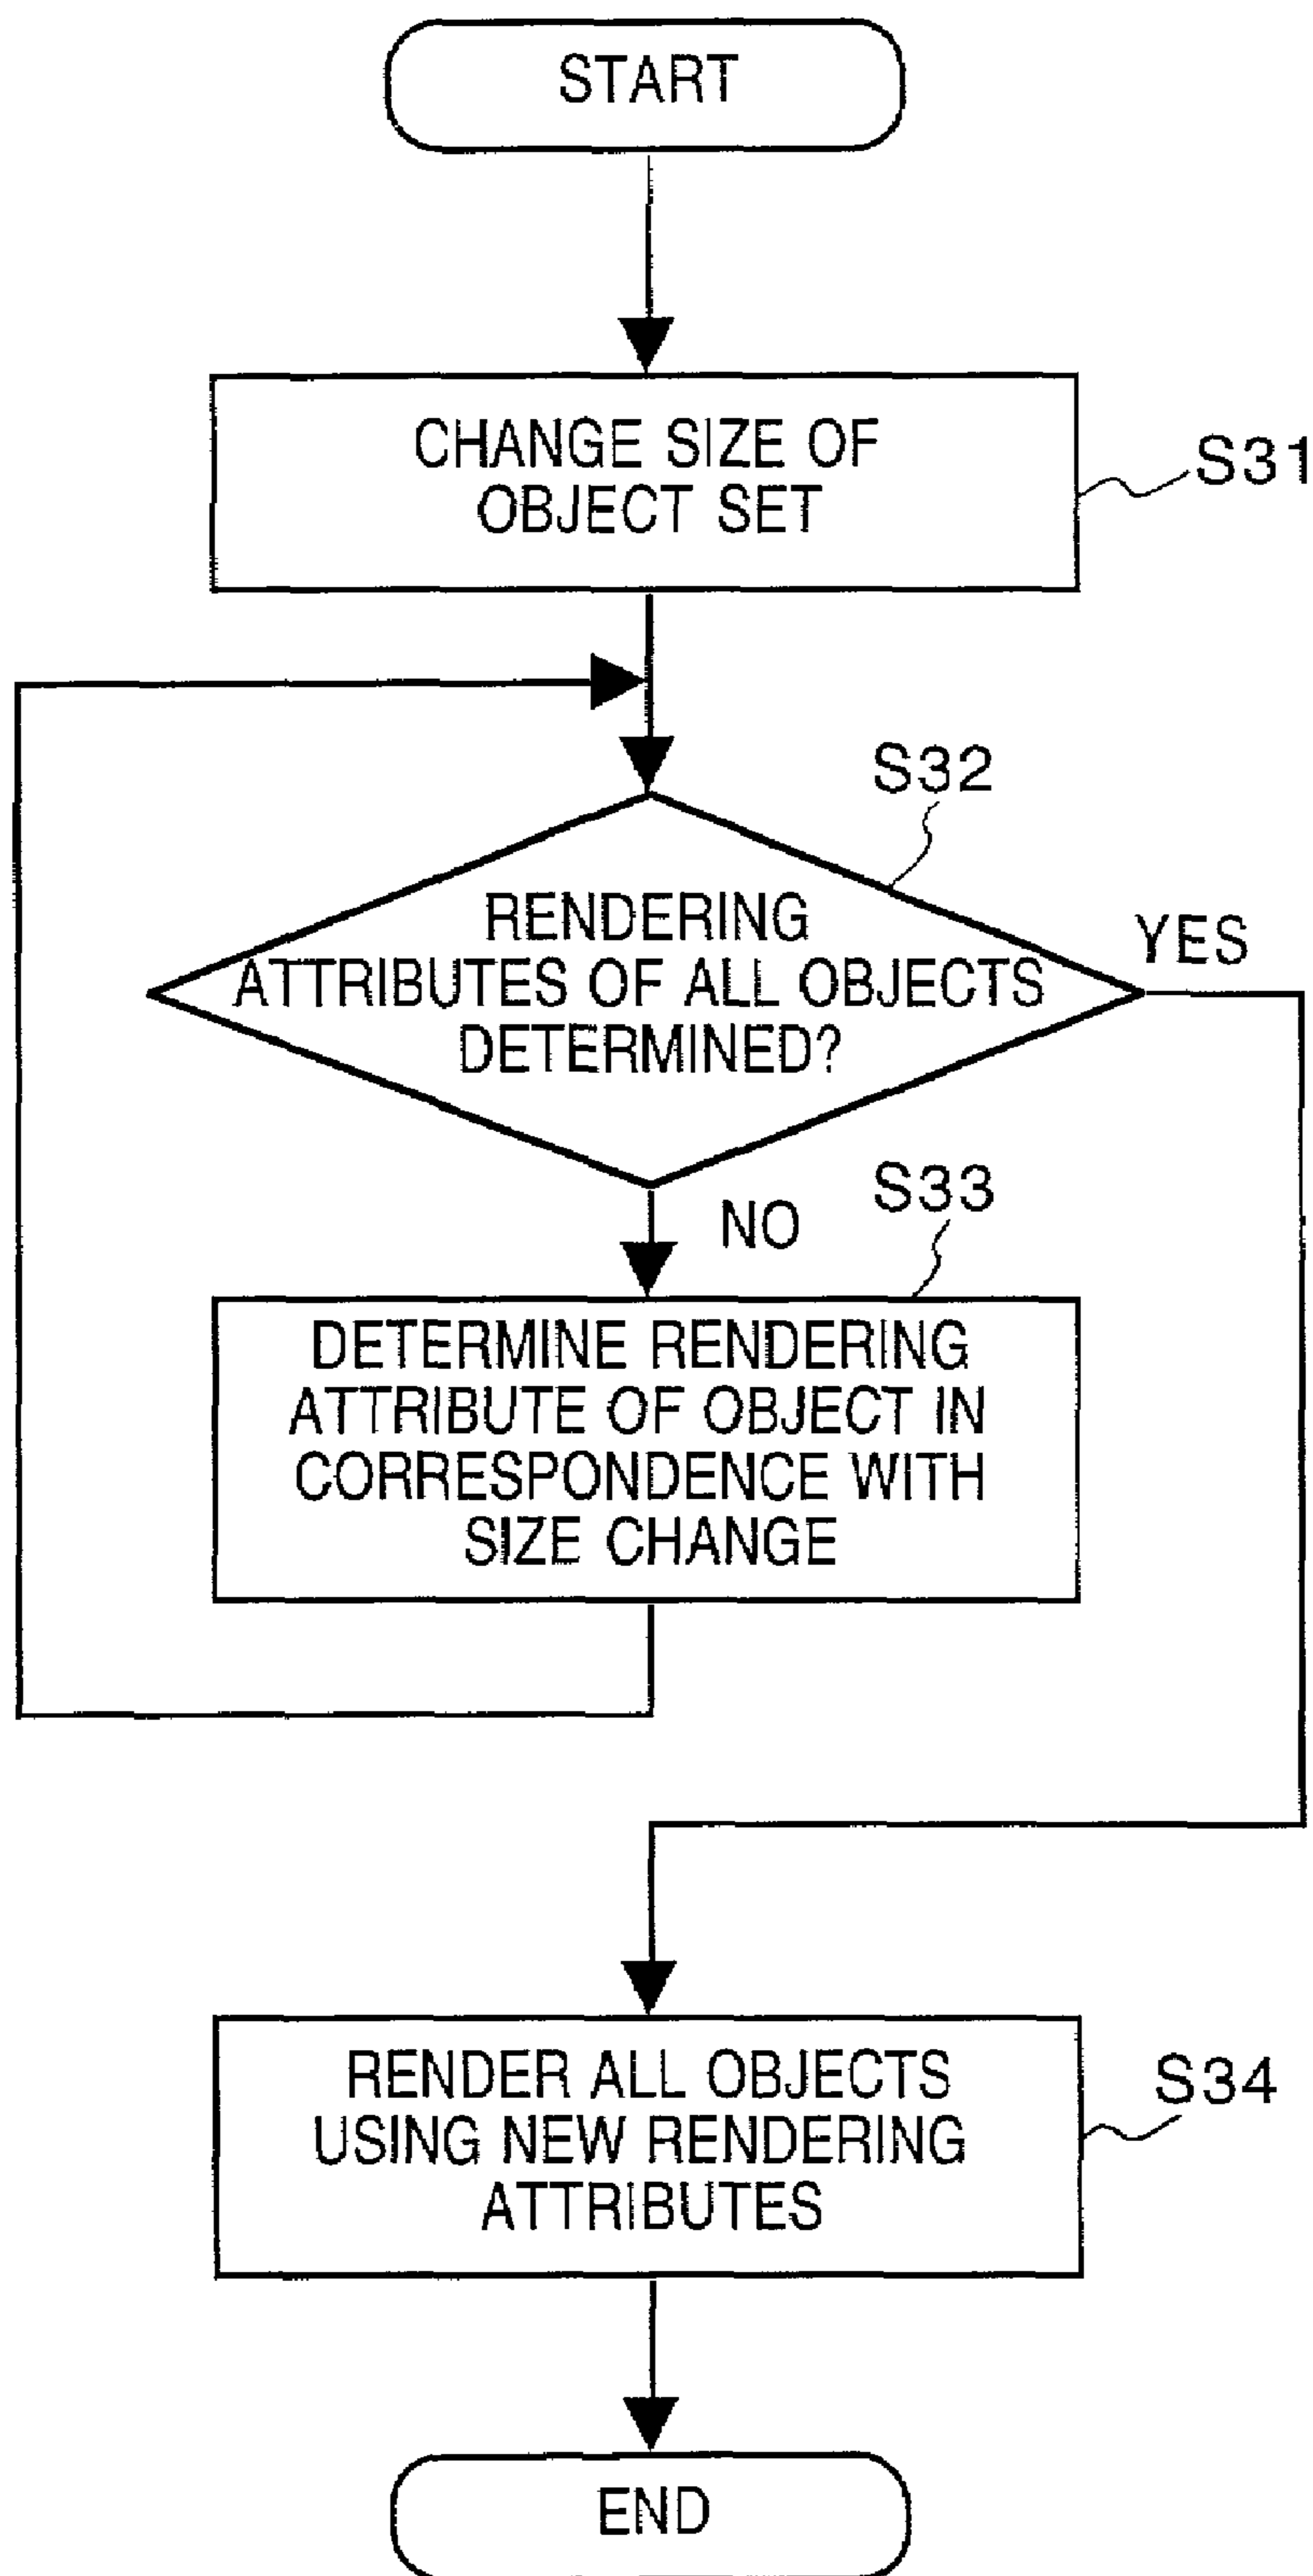 START
CHANGE SIZE OF
OBJECT SET
S31
S32
RENDERING
ATTRIBUTES OF ALL OBJECTS
DETERMINED?
YES
NO
S33
DETERMINE RENDERING
ATTRIBUTE OF OBJECT IN
CORRESPONDENCE WITH
SIZE CHANGE
RENDER ALL OBJECTS
USING NEW RENDERING
ATTRIBUTES
S34
END